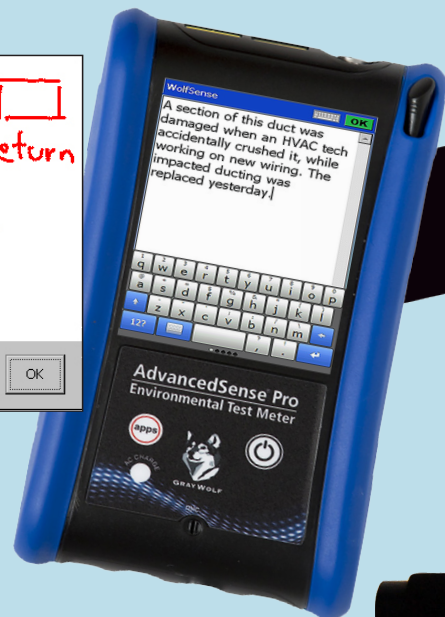 eturn
OK
WolfSense
OK
A section of this duct was
damaged when an HVAC tech
accidentally crushed it, while
working on new wiring. The
impacted ducting was
replaced yesterday.
q w e r t y u i o p
a s d f g h j k l
z x c v b n m
12?
, .
AdvancedSense Pro
Environmental Test Meter
apps
AC CHARGE
GRAYWOLF